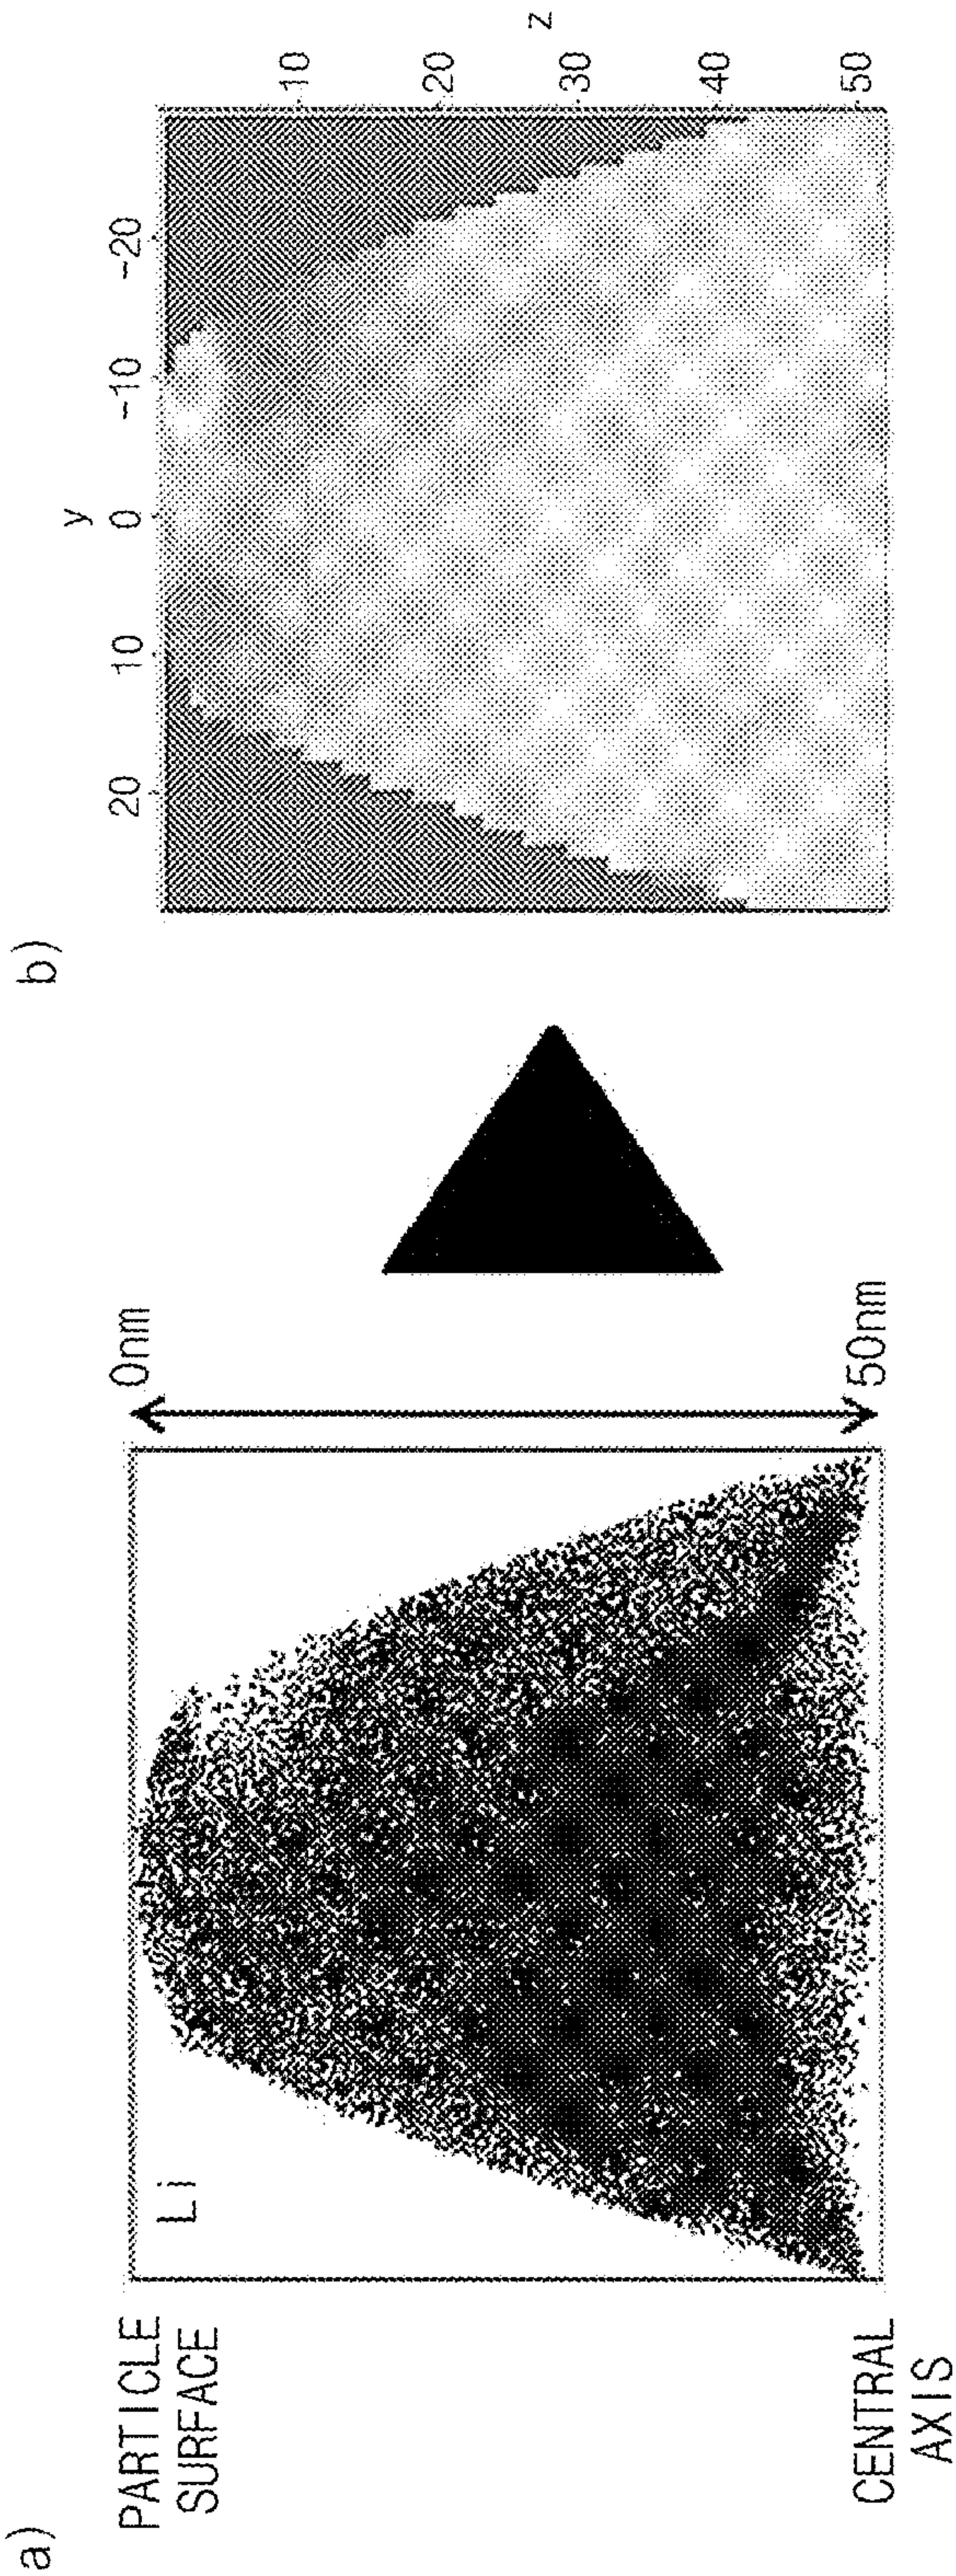 a)
PARTICLE
SURFACE
Li
0nm
50nm
CENTRAL
AXIS
b)
y
20
10
0
-10
-20
10
20
30
40
50
z